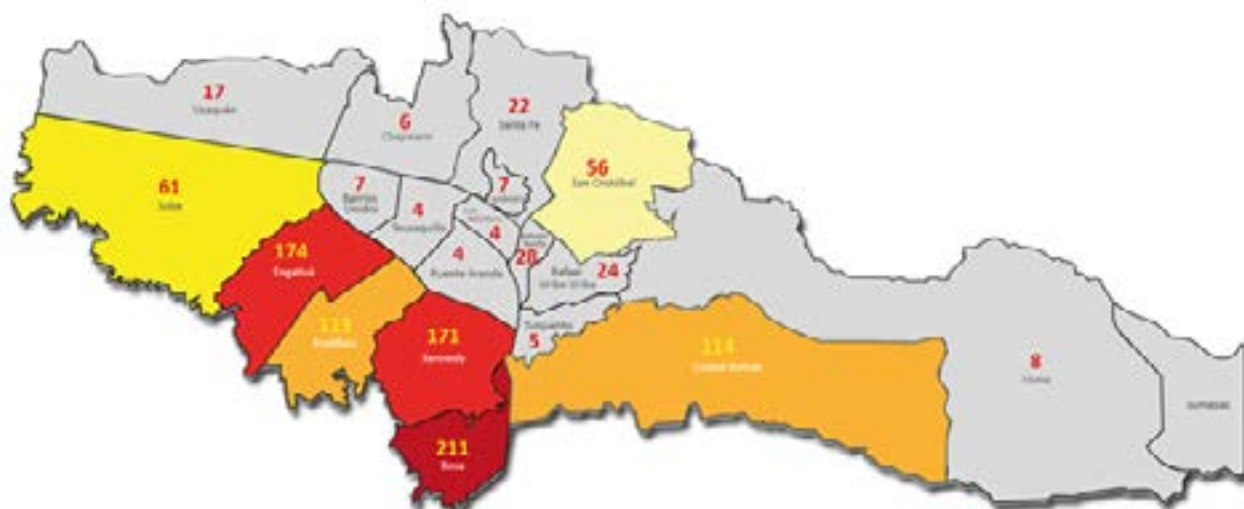 17
Usaquén
6
Chapinero
22
Santa Fe
56
San Cristóbal
61
Suba
7
Barrios
Unidos
4
Teusaquillo
7
4
174
Engativá
4
Puente Aranda
20
24
Rafael
Uribe Uribe
113
Fontibón
171
Kennedy
Tunjuelito
5
114
Ciudad Bolívar
8
Usme
SUMAPAZ
211
Bosa